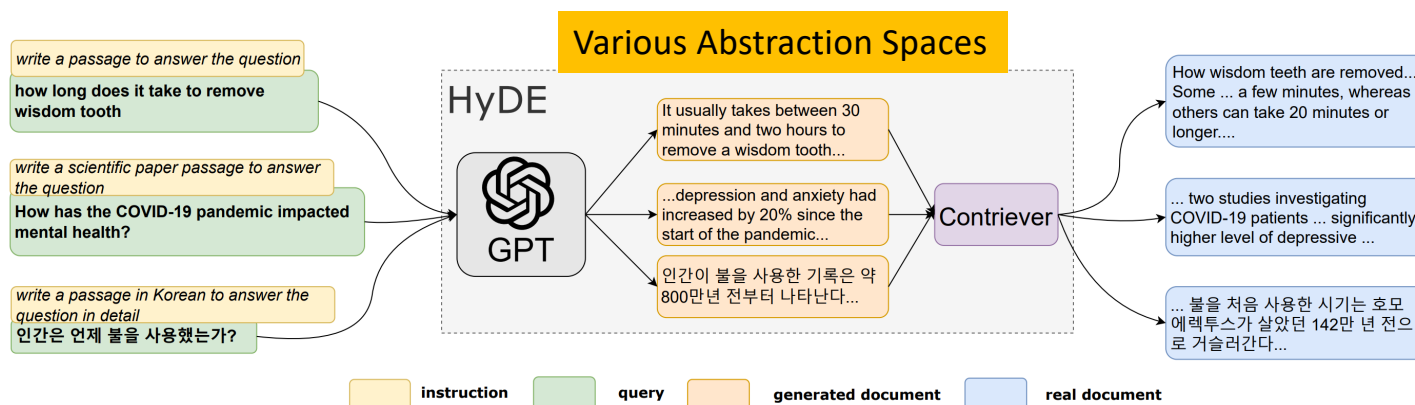 Various Abstraction Spaces
write a passage to answer the question
how long does it take to remove
wisdom tooth
write a scientific paper passage to answer
the question
How has the COVID-19 pandemic impacted
mental health?
write a passage in Korean to answer the
question in detail
인간은 언제 불을 사용했는가?
HyDE
GPT
It usually takes between 30
minutes and two hours to
remove a wisdom tooth...
...depression and anxiety had
increased by 20% since the
start of the pandemic...
인간이 불을 사용한 기록은 약
800만년 전부터 나타난다...
Contriever
How wisdom teeth are removed...
Some ... a few minutes, whereas
others can take 20 minutes or
longer....
... two studies investigating
COVID-19 patients ... significantly
higher level of depressive ...
... 불을 처음 사용한 시기는 호모
에렉투스가 살았던 142만 년 전으
로 거슬러간다...
instruction
query
generated document
real document